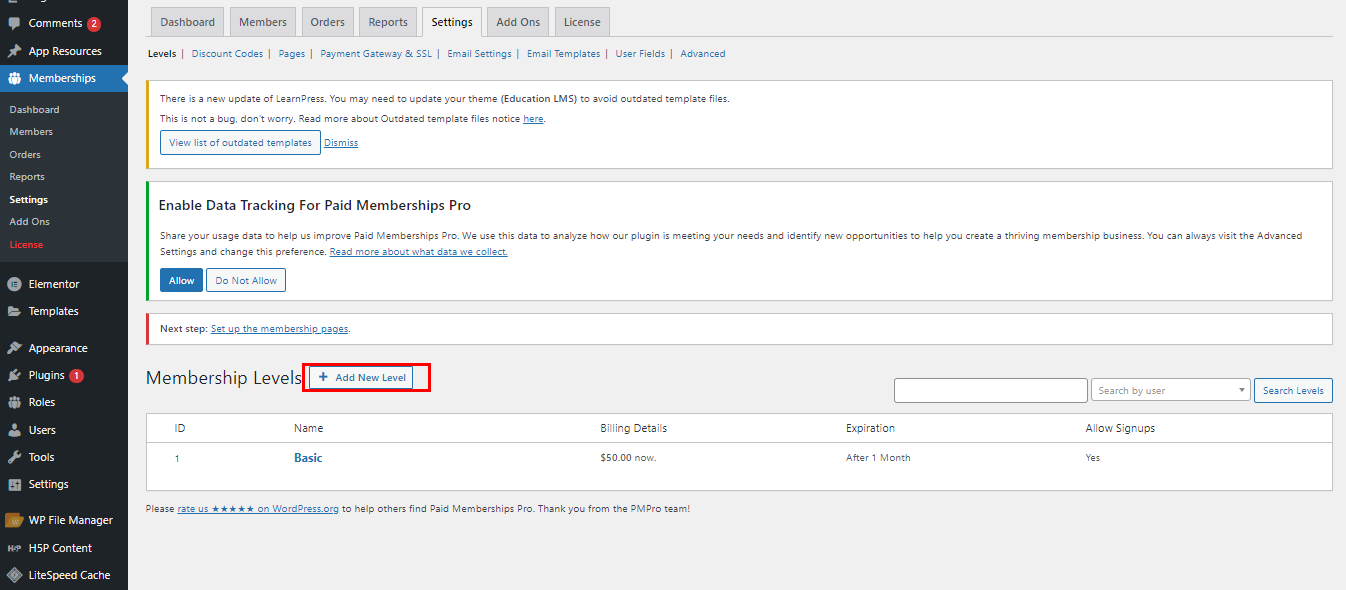 Comments 2
App Resources
Memberships
Dashboard
Members
Orders
Reports
Settings
Add Ons
License
Elementor
Templates
Appearance
Plugins 1
Roles
Users
Tools
Settings
WP File Manager
H5P Content
LiteSpeed Cache
Dashboard Members Orders Reports Settings Add Ons License
Levels | Discount Codes | Pages | Payment Gateway & SSL | Email Settings | Email Templates | User Fields | Advanced
There is a new update of LearnPress. You may need to update your theme (Education LMS) to avoid outdated template files.
This is not a bug, don't worry. Read more about Outdated template files notice here.
View list of outdated templates Dismiss
Enable Data Tracking For Paid Memberships Pro
Share your usage data to help us improve Paid Memberships Pro. We use this data to analyze how our plugin is meeting your needs and identify new opportunities to help you create a thriving membership business. You can always visit the Advanced
Settings and change this preference. Read more about what data we collect.
Allow Do Not Allow
Next step: Set up the membership pages.
Membership Levels + Add New Level
Search by user Search Levels
ID Name Billing Details Expiration Allow Signups
1 Basic $50.00 now. After 1 Month Yes
Please rate us ★★★★★ on WordPress.org to help others find Paid Memberships Pro. Thank you from the PMPro team!